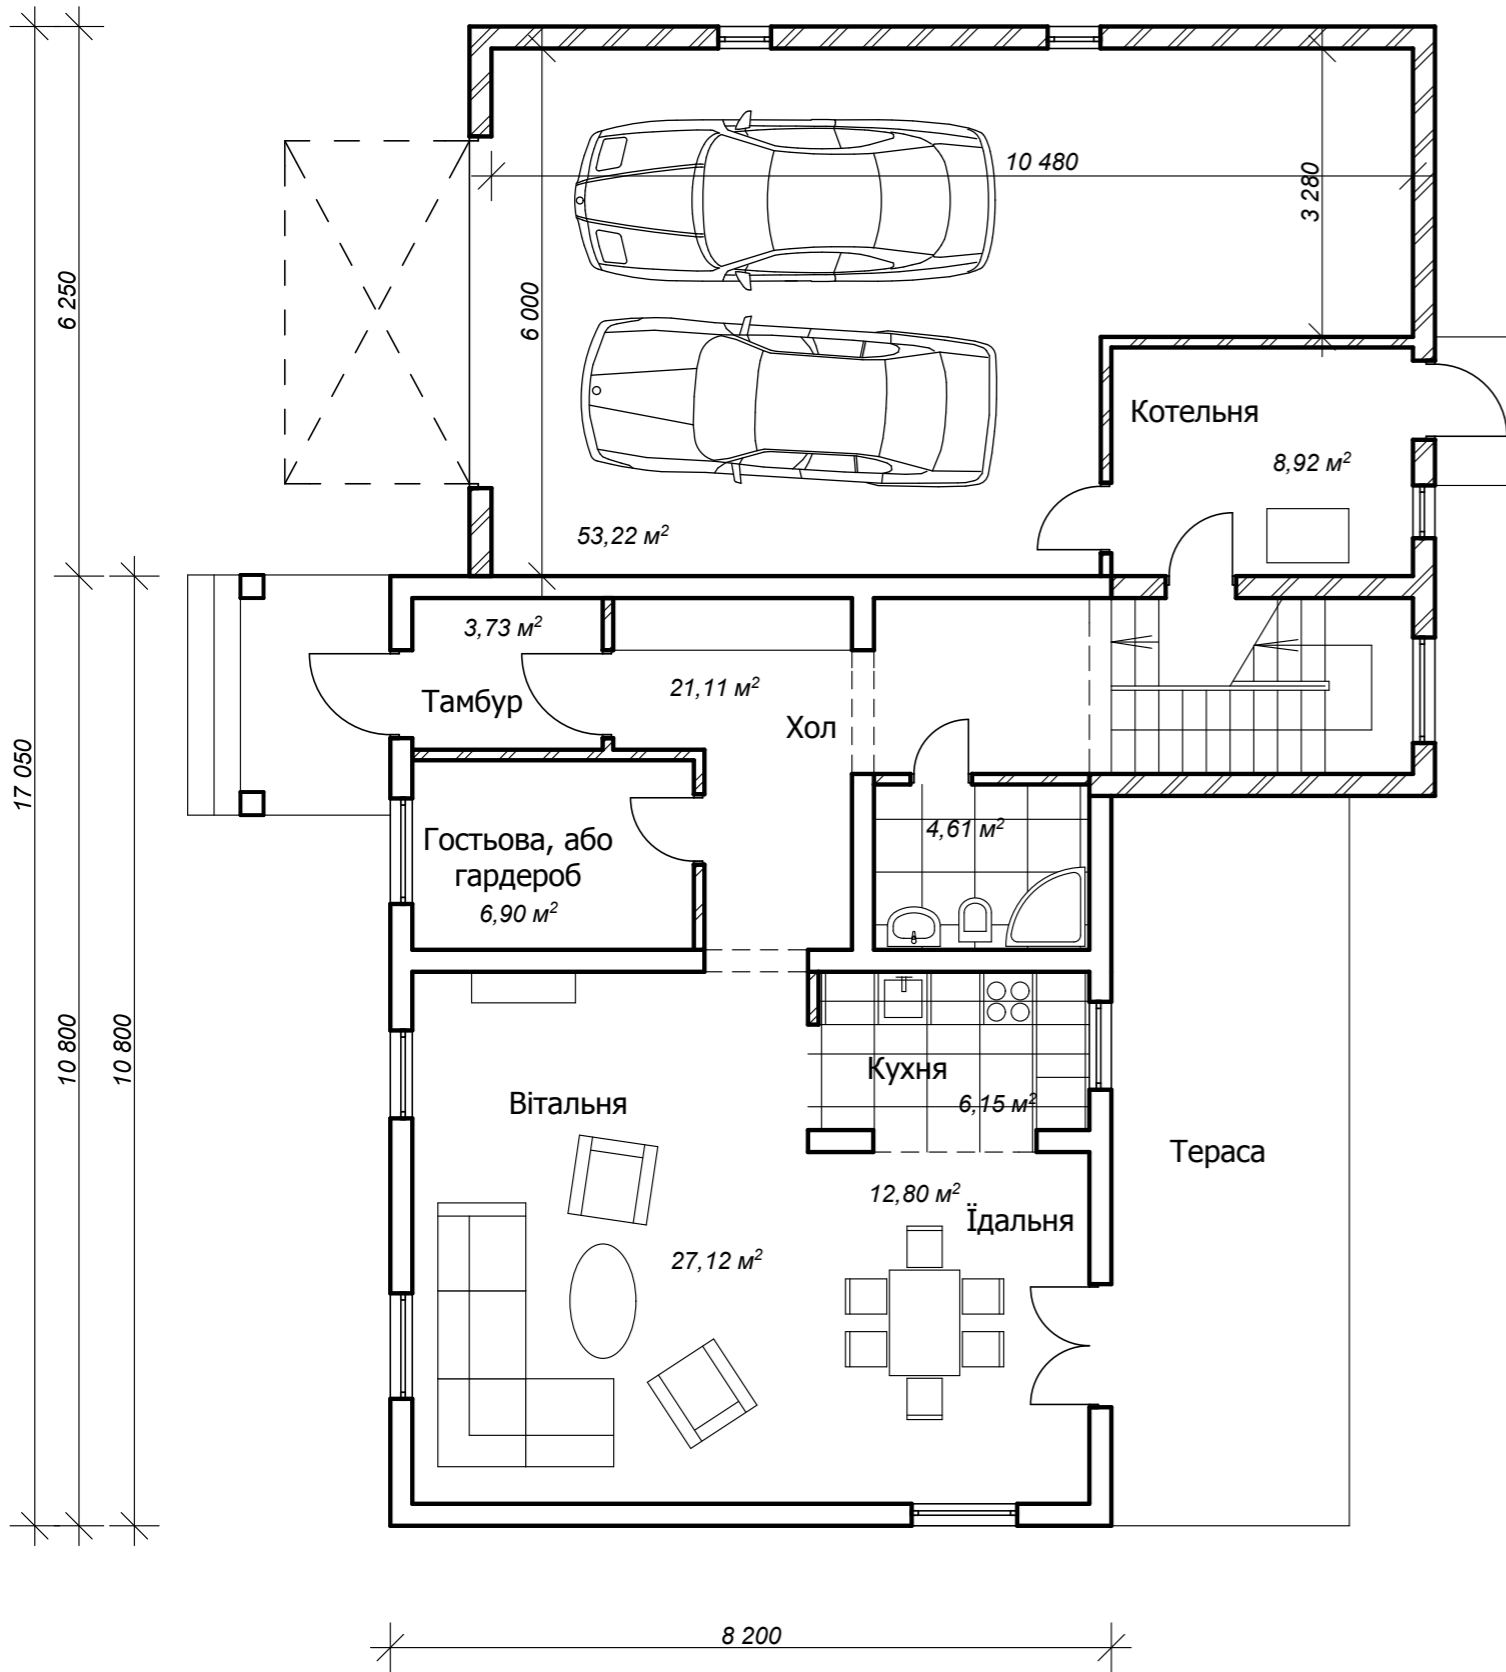 10 480
3 280
6 250
6 000
Котельня
8,92 м²
53,22 м²
3,73 м²
21,11 м²
Тамбур
Хол
17 050
Гостьова, або
гардероб
6,90 м²
4,61 м²
10 800
10 800
Кухня
6,15 м²
Вітальня
Тераса
12,80 м²
Їдальня
27,12 м²
8 200